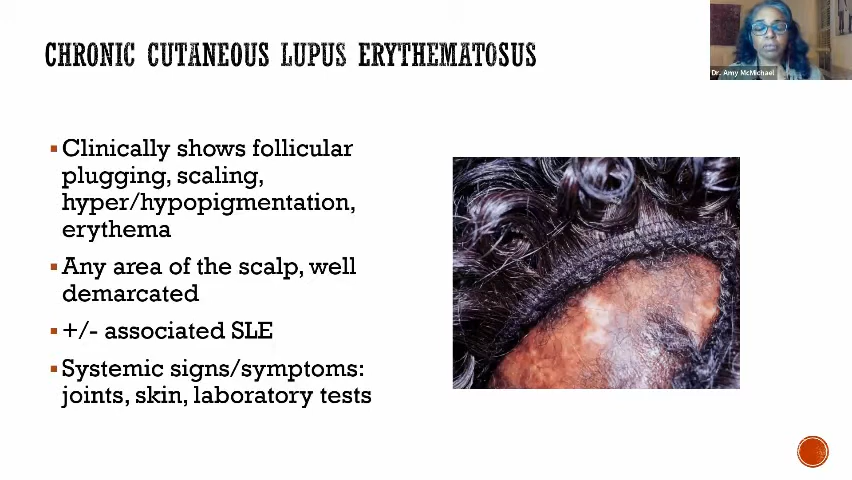 CHRONIC CUTANEOUS LUPUS ERYTHEMATOSUS
Dr. Amy McMichael
▪ Clinically shows follicular
plugging, scaling,
hyper/hypopigmentation,
erythema
▪ Any area of the scalp, well
demarcated
▪ +/- associated SLE
▪ Systemic signs/symptoms:
joints, skin, laboratory tests